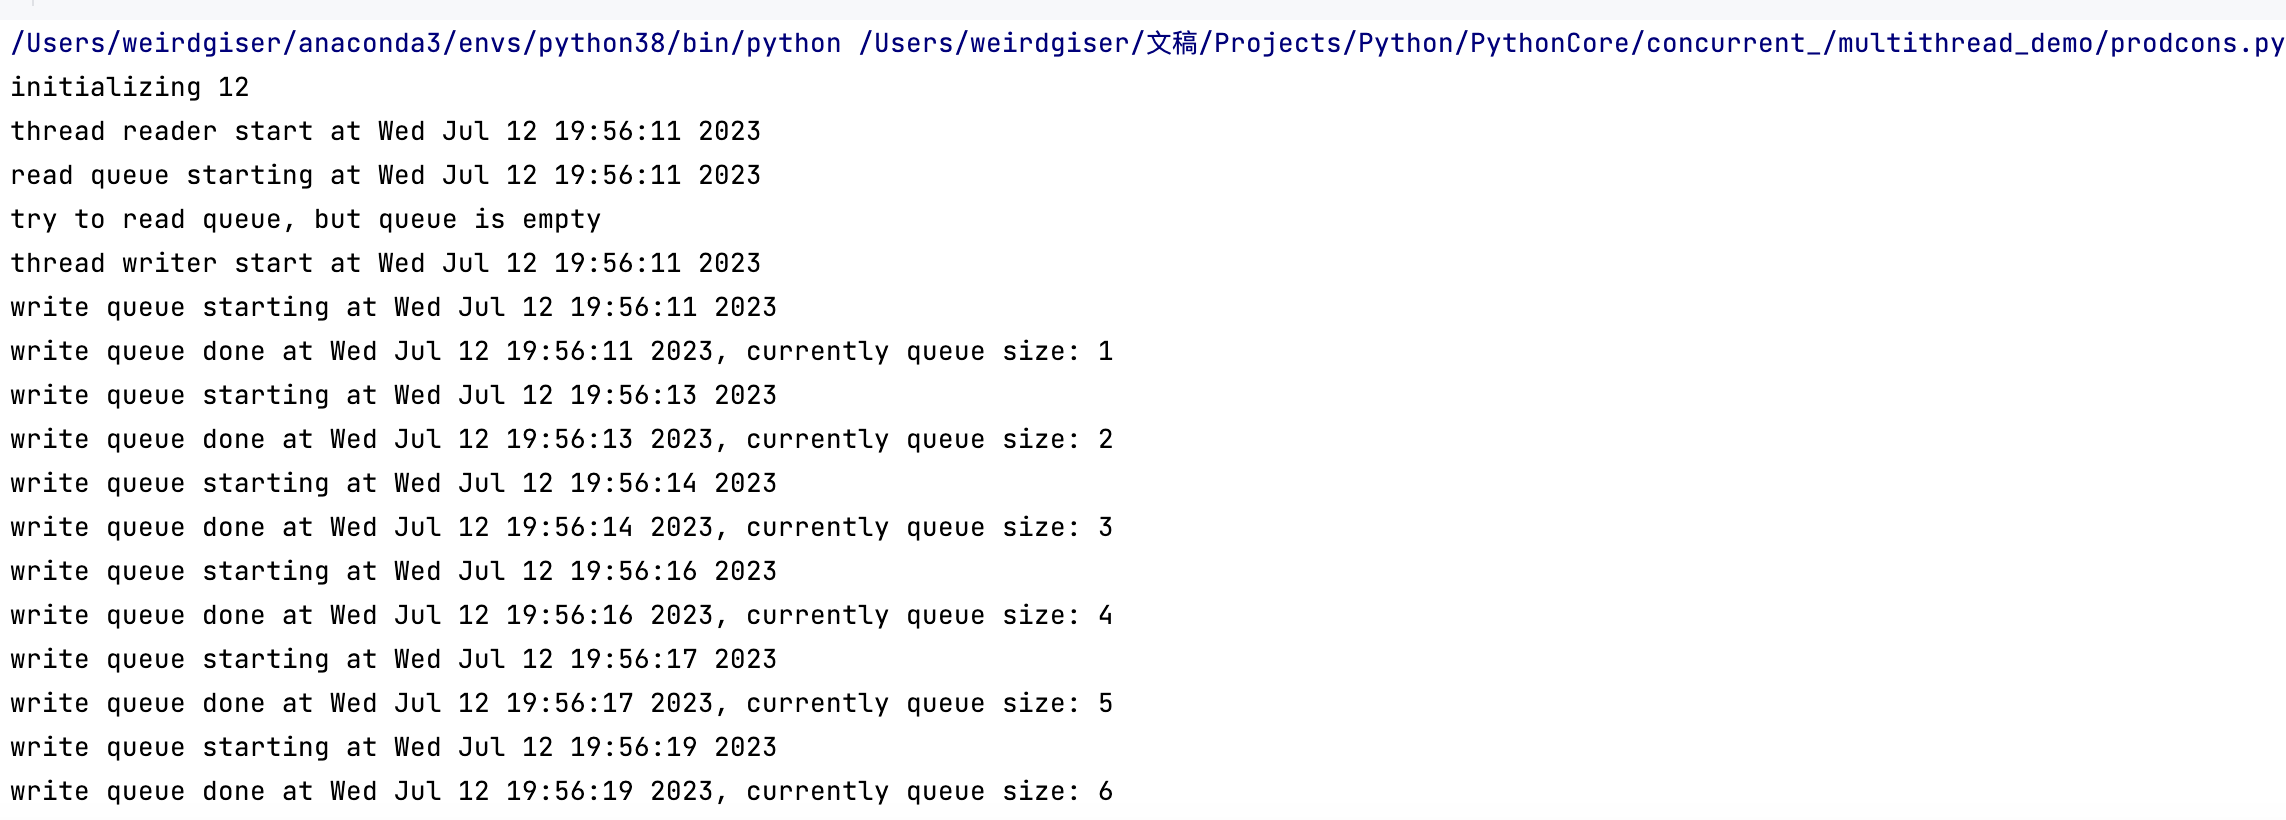 /Users/weirdgiser/anaconda3/envs/python38/bin/python /Users/weirdgiser/文稿/Projects/Python/PythonCore/concurrent_/multithread_demo/prodcons.py
initializing 12
thread reader start at Wed Jul 12 19:56:11 2023
read queue starting at Wed Jul 12 19:56:11 2023
try to read queue, but queue is empty
thread writer start at Wed Jul 12 19:56:11 2023
write queue starting at Wed Jul 12 19:56:11 2023
write queue done at Wed Jul 12 19:56:11 2023, currently queue size: 1
write queue starting at Wed Jul 12 19:56:13 2023
write queue done at Wed Jul 12 19:56:13 2023, currently queue size: 2
write queue starting at Wed Jul 12 19:56:14 2023
write queue done at Wed Jul 12 19:56:14 2023, currently queue size: 3
write queue starting at Wed Jul 12 19:56:16 2023
write queue done at Wed Jul 12 19:56:16 2023, currently queue size: 4
write queue starting at Wed Jul 12 19:56:17 2023
write queue done at Wed Jul 12 19:56:17 2023, currently queue size: 5
write queue starting at Wed Jul 12 19:56:19 2023
write queue done at Wed Jul 12 19:56:19 2023, currently queue size: 6